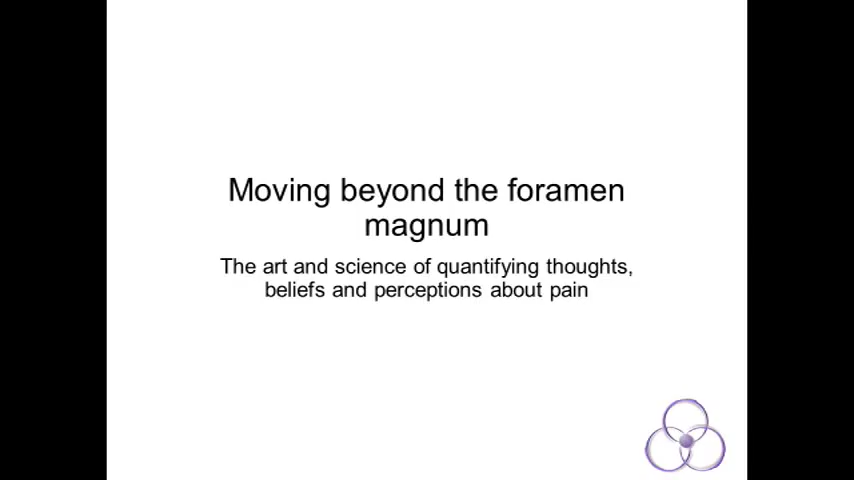 Moving beyond the foramen
magnum
The art and science of quantifying thoughts,
beliefs and perceptions about pain